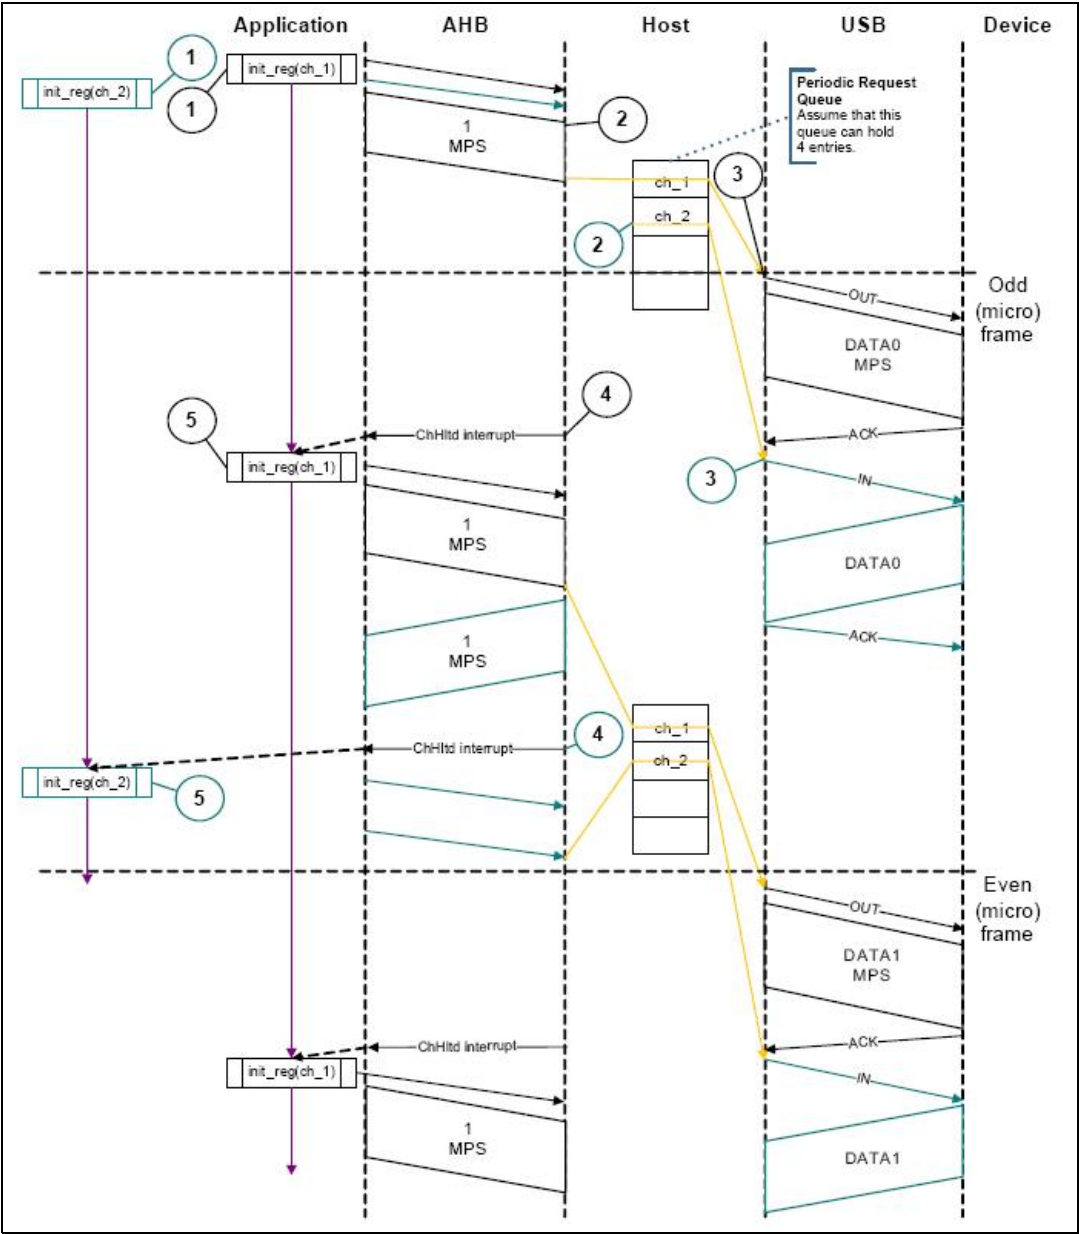 Application
AHB
Host
USB
Device
1
init_reg(ch_1)
init_reg(ch_2)
1
Periodic Request
Queue
Assume that this
queue can hold
4 entries.
2
1
MPS
3
ch_1
ch_2
2
Odd
(micro)
frame
OUT
DATA0
MPS
4
5
ChHltd interrupt
ACK
init_reg(ch_1)
3
IN
1
MPS
DATA0
ACK
1
MPS
4
ch_1
ChHltd interrupt
ch_2
init_reg(ch_2)
5
Even
(micro)
frame
OUT
DATA1
MPS
ChHltd interrupt
ACK
init_reg(ch_1)
IN
1
MPS
DATA1